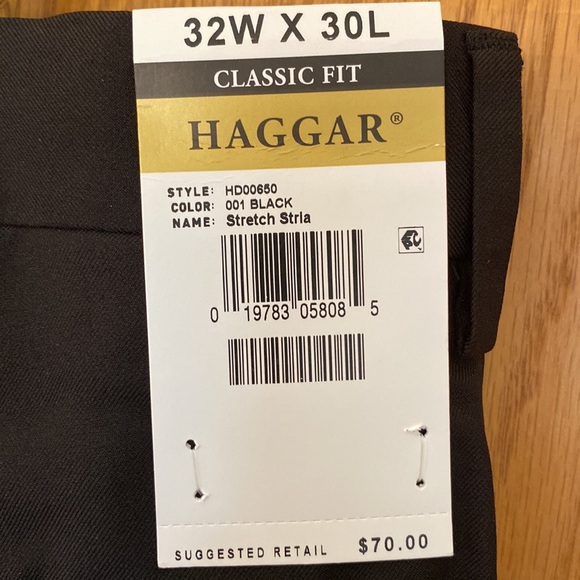 32W X 30L
CLASSIC FIT
HAGGAR®
STYLE: HD00650
COLOR: 001 BLACK
NAME: Stretch Stria
0 19783 05808 5
SUGGESTED RETAIL $70.00